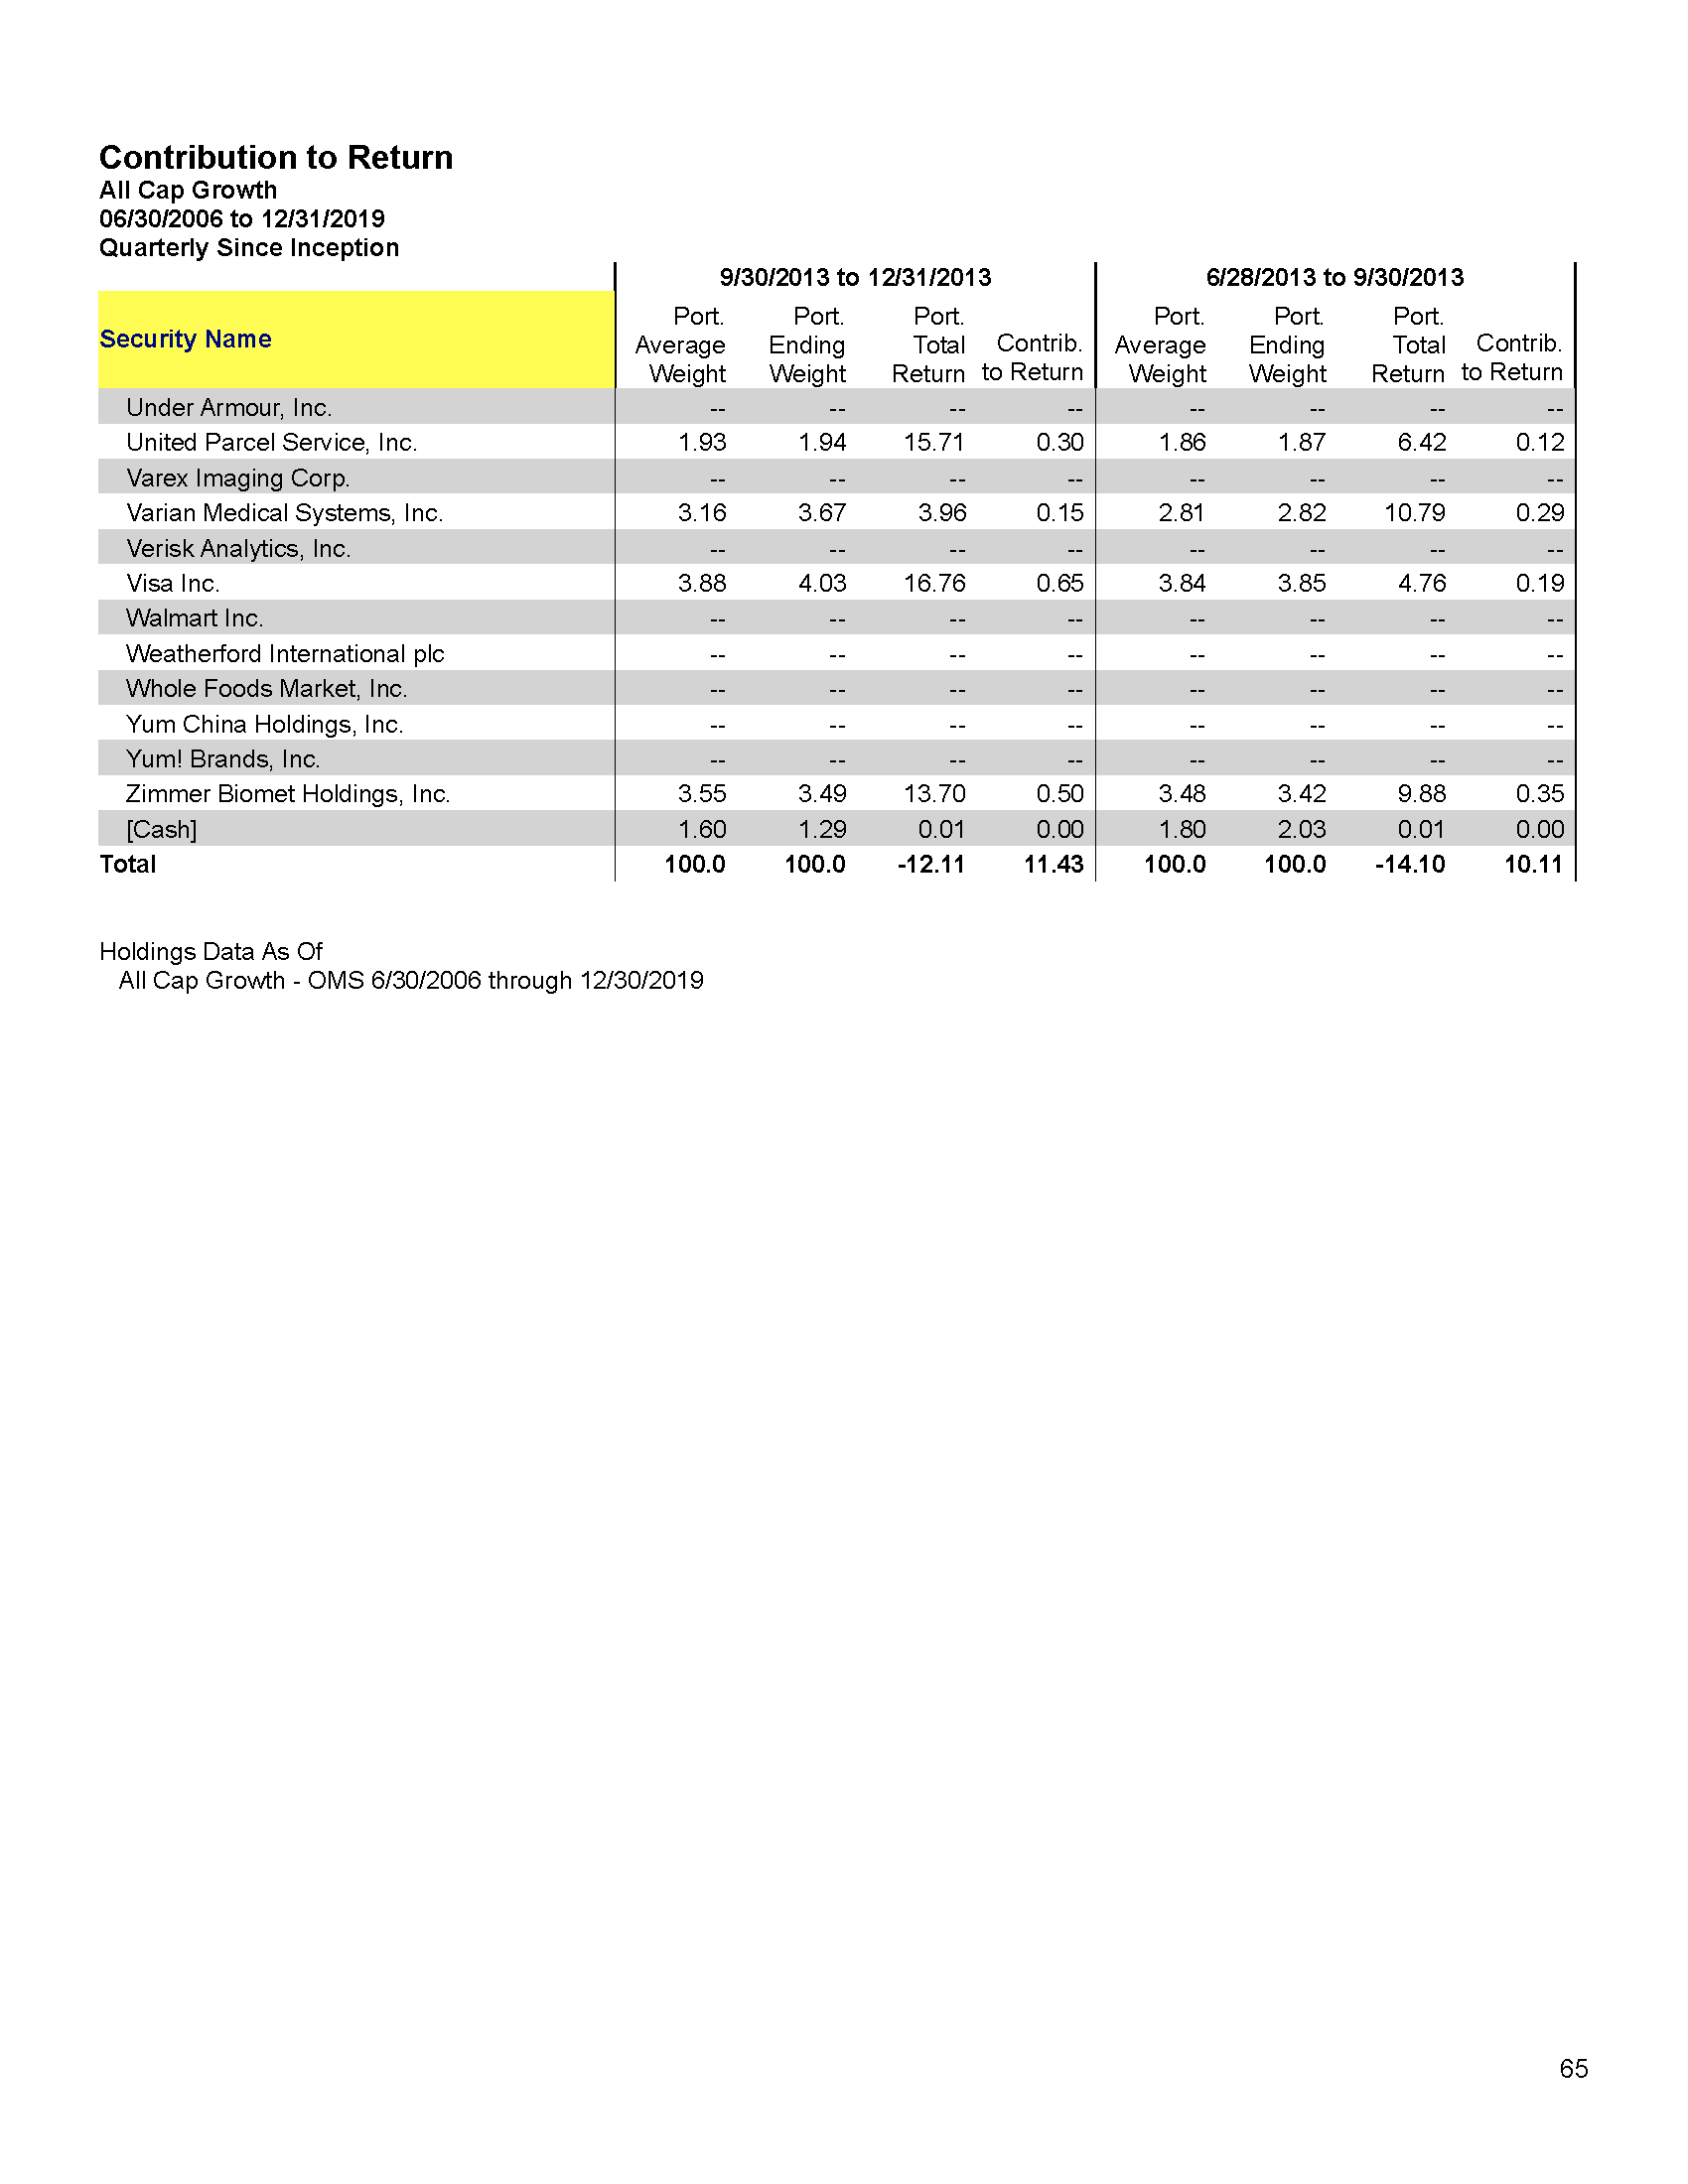 Contribution to Return
All Cap Growth
06/30/2006 to 12/31/2019
Quarterly Since Inception
9/30/2013 to 12/31/2013 6/28/2013 to 9/30/2013
Security Name Port. Average Weight Port. Ending Weight Port. Total Return Contrib. to Return Port. Average Weight Port. Ending Weight Port. Total Return Contrib. to Return
Under Armour, Inc. -- -- -- -- -- -- -- --
United Parcel Service, Inc. 1.93 1.94 15.71 0.30 1.86 1.87 6.42 0.12
Varex Imaging Corp. -- -- -- -- -- -- -- --
Varian Medical Systems, Inc. 3.16 3.67 3.96 0.15 2.81 2.82 10.79 0.29
Verisk Analytics, Inc. -- -- -- -- -- -- -- --
Visa Inc. 3.88 4.03 16.76 0.65 3.84 3.85 4.76 0.19
Walmart Inc. -- -- -- -- -- -- -- --
Weatherford International plc -- -- -- -- -- -- -- --
Whole Foods Market, Inc. -- -- -- -- -- -- -- --
Yum China Holdings, Inc. -- -- -- -- -- -- -- --
Yum! Brands, Inc. -- -- -- -- -- -- -- --
Zimmer Biomet Holdings, Inc. 3.55 3.49 13.70 0.50 3.48 3.42 9.88 0.35
[Cash] 1.60 1.29 0.01 0.00 1.80 2.03 0.01 0.00
Total 100.0 100.0 -12.11 11.43 100.0 100.0 -14.10 10.11
Holdings Data As Of
All Cap Growth - OMS 6/30/2006 through 12/30/2019
65